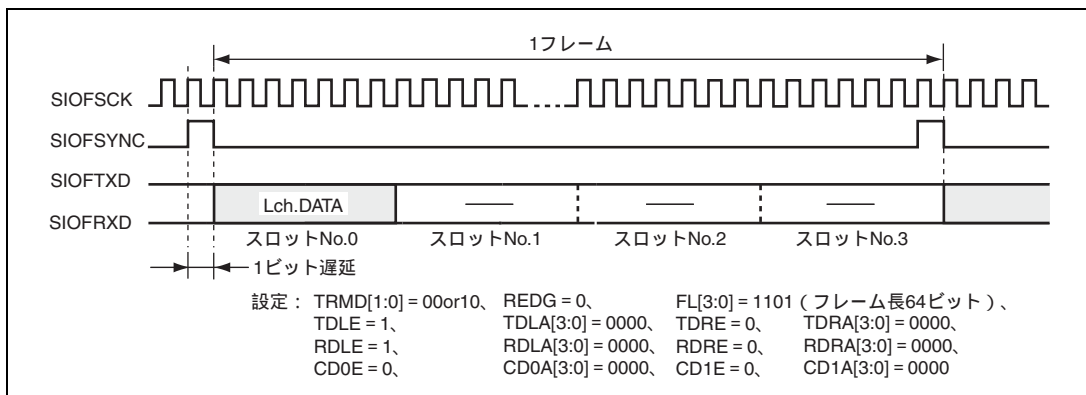 1フレーム
SIOFSCK
SIOFSYNC
SIOFTXD
SIOFRXD
Lch.DATA
スロットNo.0 スロットNo.1 スロットNo.2 スロットNo.3
1ビット遅延
設定： TRMD[1:0] = 00or10、 REDG = 0、 FL[3:0] = 1101（フレーム長64ビット）、
TDLE = 1、 TDLA[3:0] = 0000、 TDRE = 0、 TDRA[3:0] = 0000、
RDLE = 1、 RDLA[3:0] = 0000、 RDRE = 0、 RDRA[3:0] = 0000、
CD0E = 0、 CD0A[3:0] = 0000、 CD1E = 0、 CD1A[3:0] = 0000